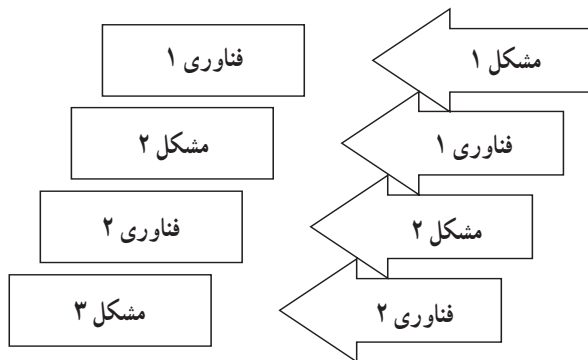 مشکل ۱
فناوری ۱
فناوری ۱
مشکل ۲
مشکل ۲
فناوری ۲
فناوری ۲
مشکل ۳